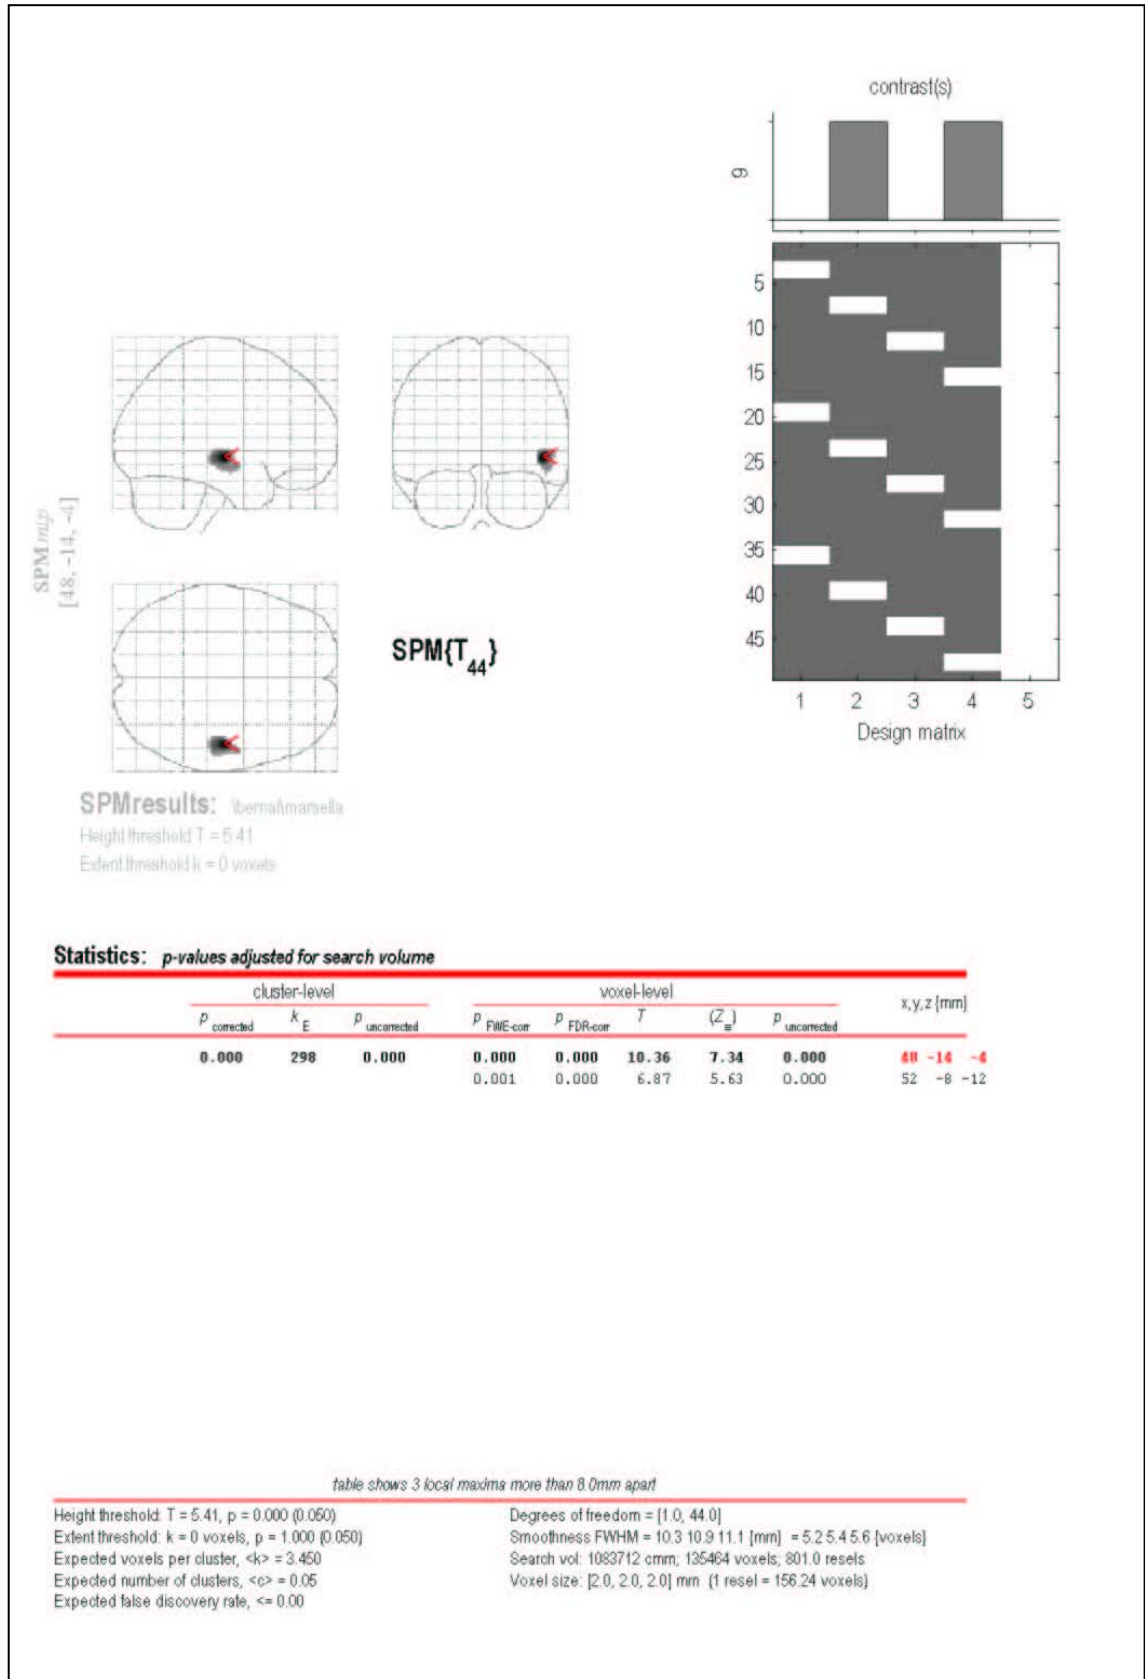 contrast(s)
6
5
10
15
20
25
30
35
40
45
1 2 3 4 5
Design matrix
SPMmip
[48, -14, -4]
SPM{T44}
SPMresults:
Height threshold T = 5.41
Extent threshold k = 0 voxels
Statistics: p-values adjusted for search volume
cluster-level voxel-level x,y,z {mm}
p corrected k E p uncorrected p FWE-corr p FDR-corr T (Z≡) p uncorrected
0.000 298 0.000 0.000 0.000 10.36 7.34 0.000 48 -14 -4
0.001 0.000 6.87 5.63 0.000 52 -8 -12
table shows 3 local maxima more than 8.0mm apart
Height threshold: T = 5.41, p = 0.000 (0.050)
Extent threshold: k = 0 voxels, p = 1.000 (0.050)
Expected voxels per cluster, <k> = 3.450
Expected number of clusters, <c> = 0.05
Expected false discovery rate, <= 0.00
Degrees of freedom = [1.0, 44.0]
Smoothness FWHM = 10.3 10.9 11.1 {mm} = 5.2 5.4 5.6 {voxels}
Search vol: 1083712 cmm; 135464 voxels; 801.0 resels
Voxel size: [2.0, 2.0, 2.0] mm (1 resel = 156.24 voxels)